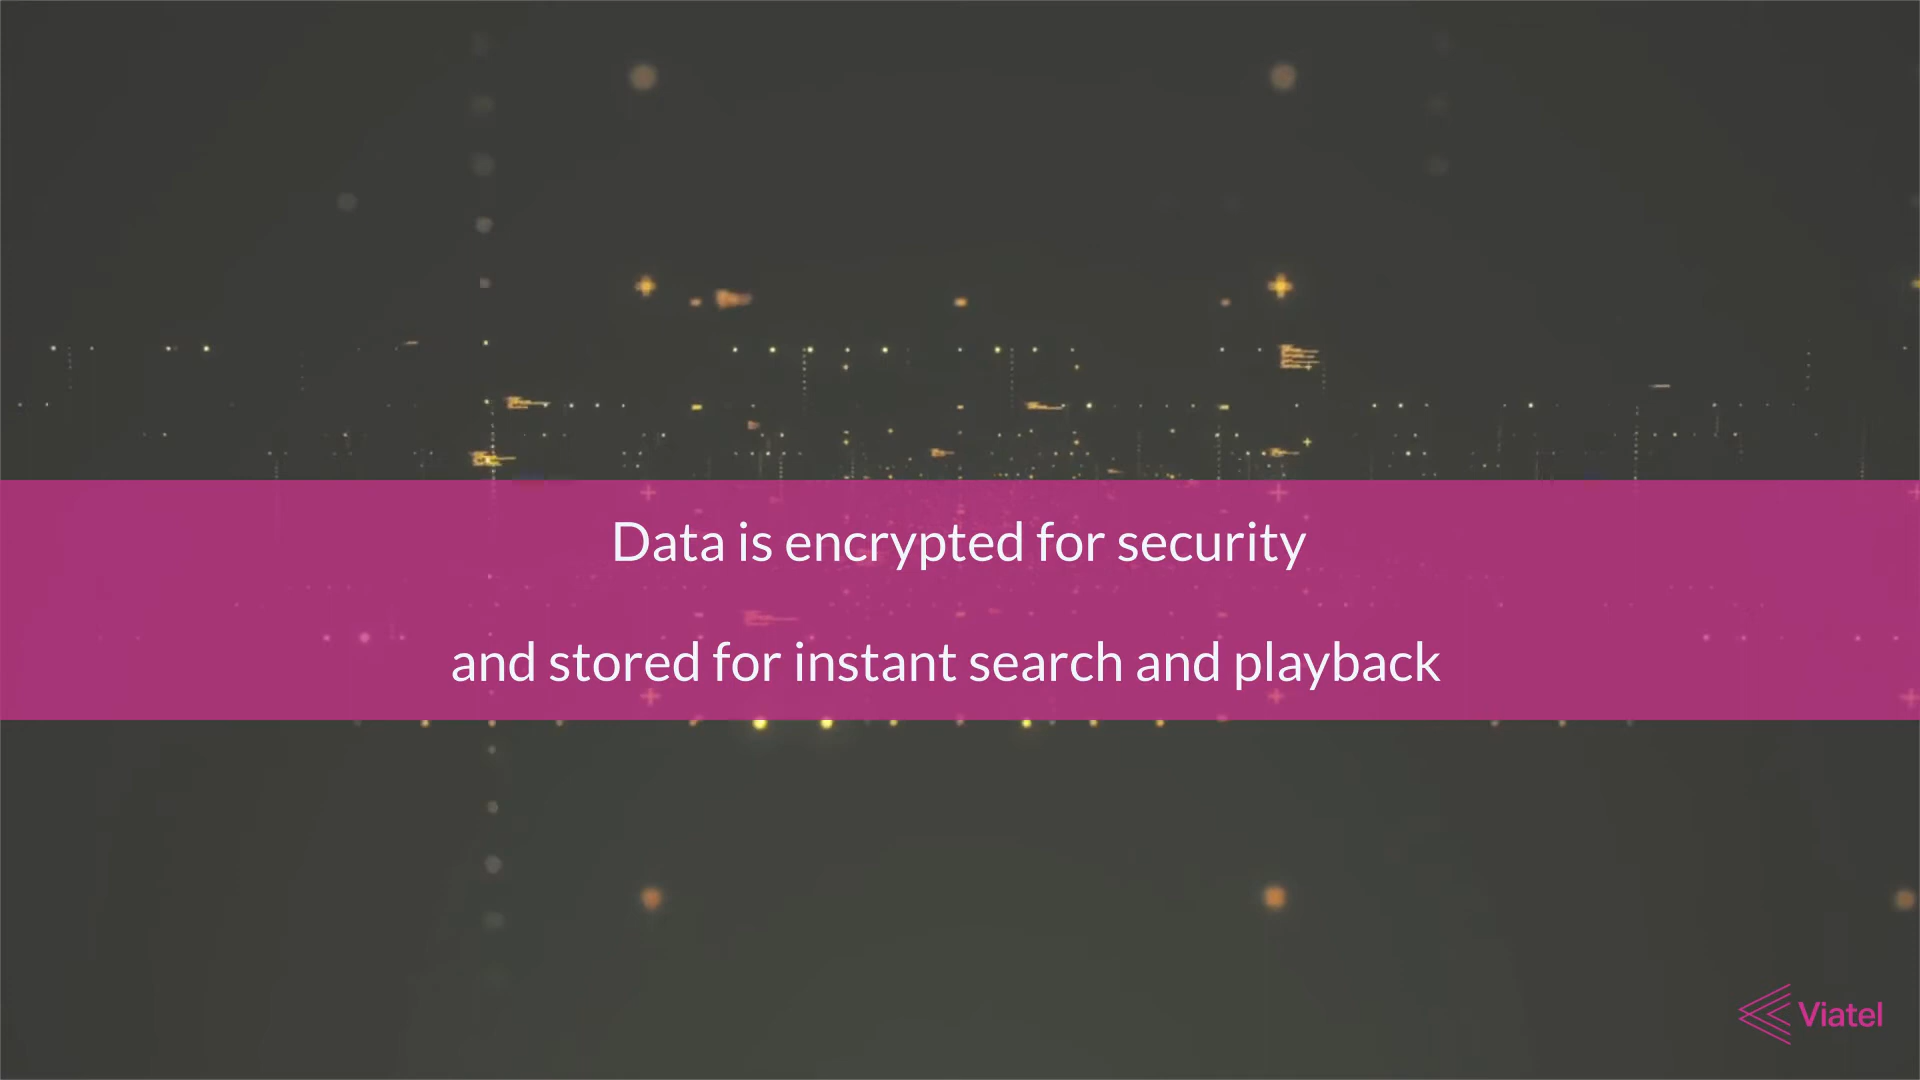 Data is encrypted for security
and stored for instant search and playback
Viatel